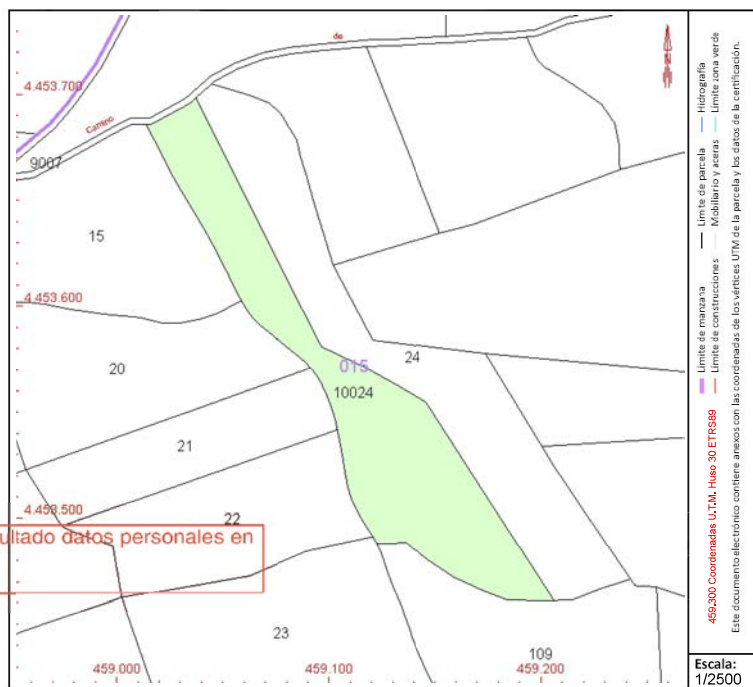 de
4.453.700
Camino
9007
15
4.453.600
20
24
015
10024
21
4.453.500
22
ultado datos personales en
23
109
459.000
459.100
459.200
N
Límite de manzana
Límite de parcela
Hidrografía
Límite de construcciones
Mobiliario y aceras
Límite zona verde
459.300 Coordenadas U.T.M. Huso 30 ETRS89
Este documento electrónico contiene anexos con las coordenadas de los vértices UTM de la parcela y los datos de la certificación.
Escala:
1/2500